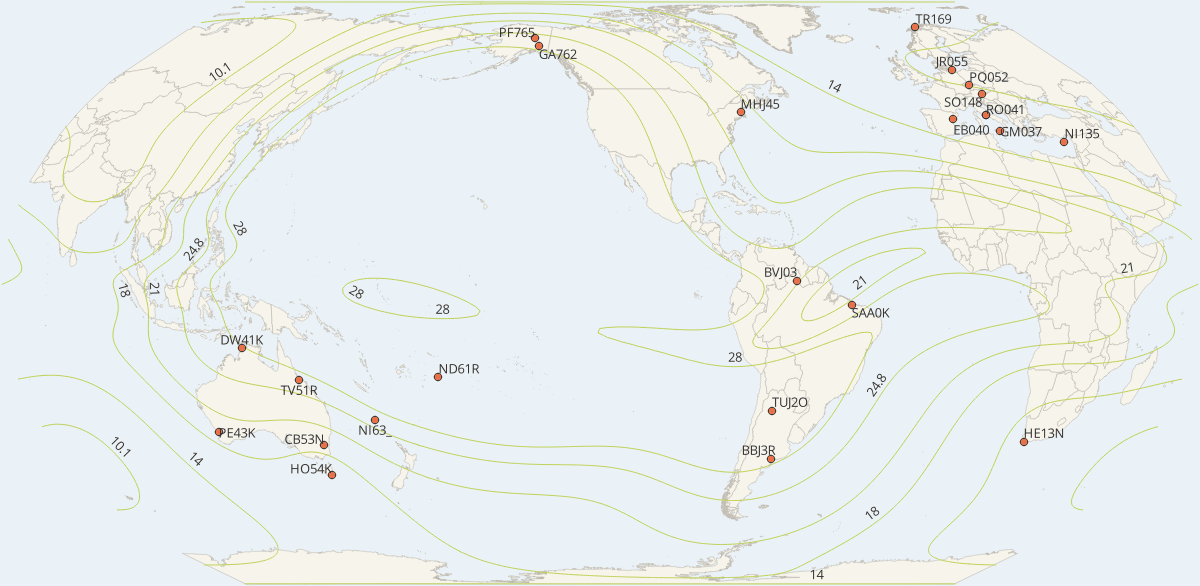 TR169
PF765
GA762
JR055
10.1
PQ052
14
SO148
MHJ45
RO041
EB040
GM037
NI135
28
24.8
BVJ03
21
21
18
21
28
28
SAA0K
DW41K
28
ND61R
TV51R
24.8
TUJ2O
NI63_
PE43K
CB53N
HE13N
10.1
BBJ3R
14
HO54K
18
14